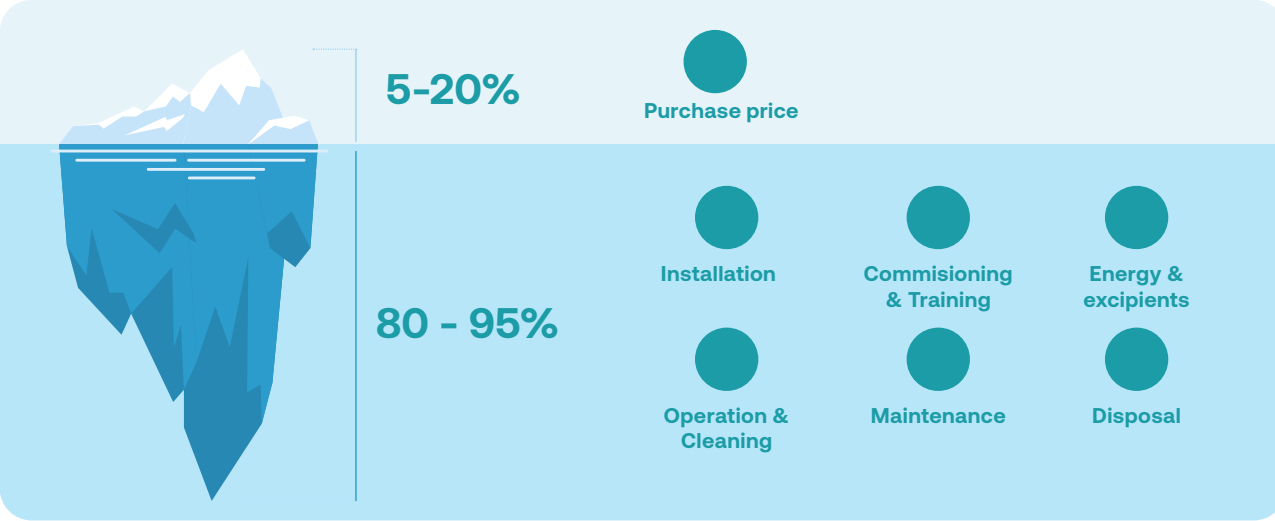 5-20%
Purchase price
80 - 95%
Installation
Commisioning
& Training
Energy &
excipients
Operation &
Cleaning
Maintenance
Disposal